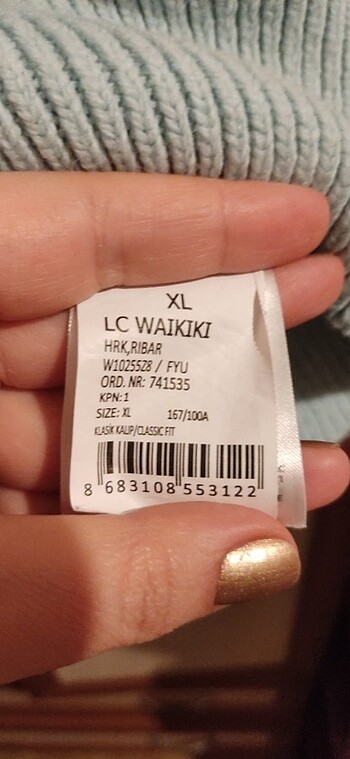 XL
LC WAIKIKI
HRK,RIBAR
W10255Z8 / FYU
ORD. NR: 741535
KPN:1
SIZE: XL 167/100A
KLASİK KALIP/CLASSIC FIT
8 683108 553122